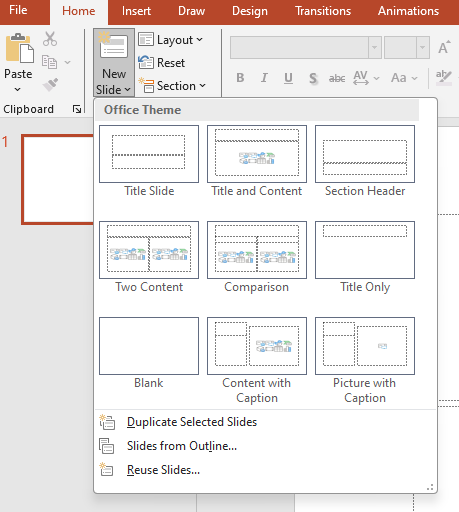 File Home Insert Draw Design Transitions Animations
Paste
Clipboard
New
Slide
Layout
Reset
Section
B I U S abc AV Aa
A
ab
1
Office Theme
Title Slide Title and Content Section Header
Two Content Comparison Title Only
Blank Content with Caption Picture with Caption
Duplicate Selected Slides
Slides from Outline...
Reuse Slides...